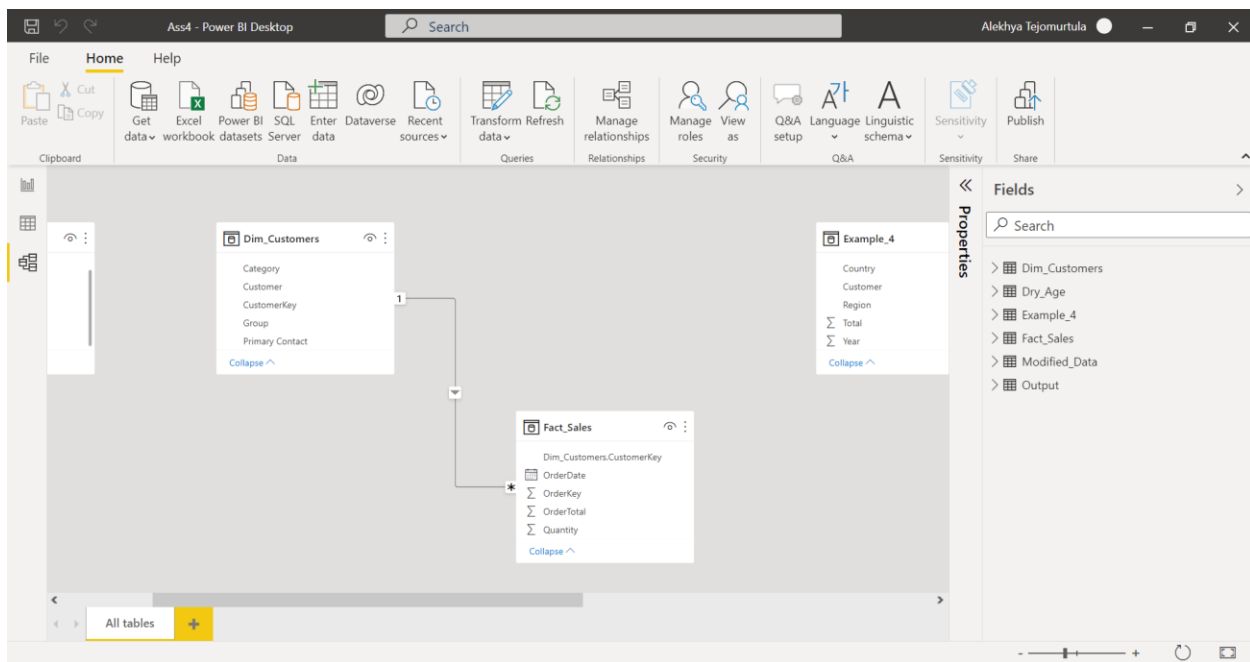 Ass4 - Power BI Desktop
Search
Alekhya Tejomurtula
File Home Help
Paste
Cut
Copy
Clipboard
Get data
Excel workbook
Power BI datasets
SQL Server
Enter data
Dataverse
Recent sources
Data
Transform data
Refresh
Queries
Manage relationships
Relationships
Manage roles
View as
Security
Q&A setup
Language
Linguistic schema
Q&A
Sensitivity
Sensitivity
Publish
Share
Dim_Customers
Category
Customer
CustomerKey
Group
Primary Contact
Collapse
1
*
Fact_Sales
Dim_Customers.CustomerKey
OrderDate
Σ OrderKey
Σ OrderTotal
Σ Quantity
Collapse
Example_4
Country
Customer
Region
Σ Total
Σ Year
Collapse
Properties
Fields
Search
Dim_Customers
Dry_Age
Example_4
Fact_Sales
Modified_Data
Output
All tables
+
- +